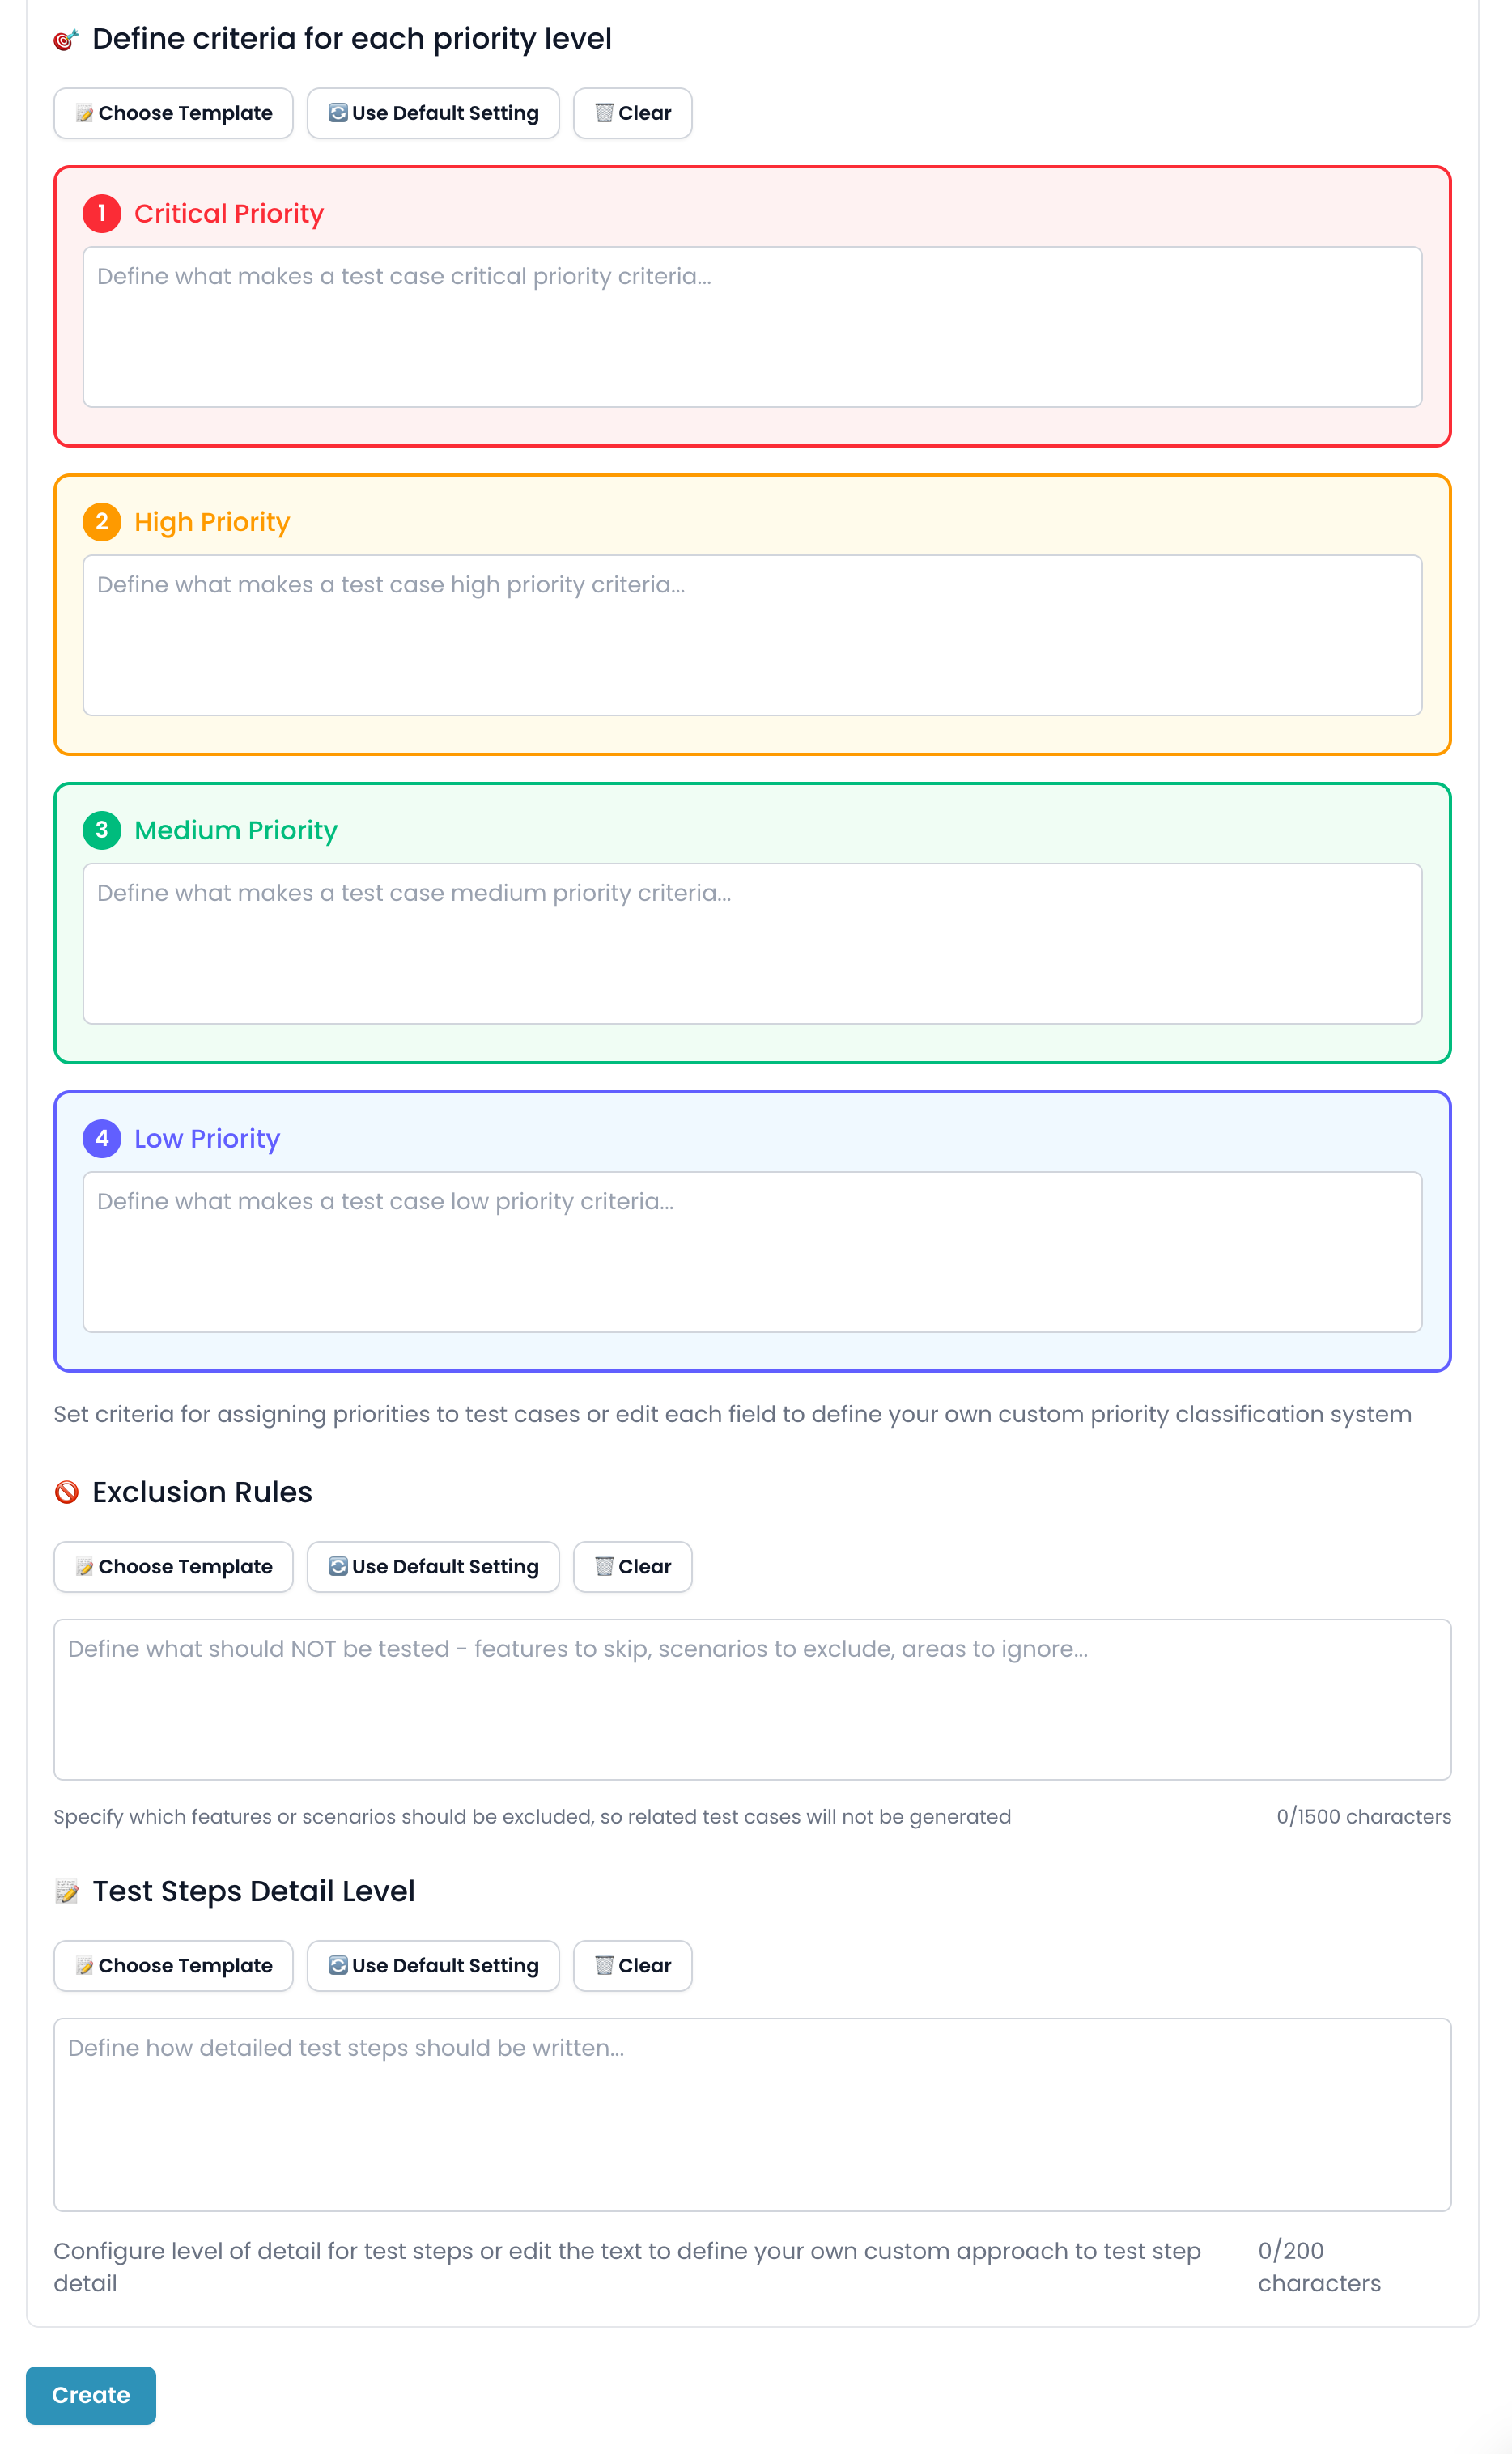 Define criteria for each priority level
Choose Template Use Default Setting Clear
1 Critical Priority
Define what makes a test case critical priority criteria...
2 High Priority
Define what makes a test case high priority criteria...
3 Medium Priority
Define what makes a test case medium priority criteria...
4 Low Priority
Define what makes a test case low priority criteria...
Set criteria for assigning priorities to test cases or edit each field to define your own custom priority classification system
Exclusion Rules
Choose Template Use Default Setting Clear
Define what should NOT be tested - features to skip, scenarios to exclude, areas to ignore...
Specify which features or scenarios should be excluded, so related test cases will not be generated 0/1500 characters
Test Steps Detail Level
Choose Template Use Default Setting Clear
Define how detailed test steps should be written...
Configure level of detail for test steps or edit the text to define your own custom approach to test step
detail
0/200
characters
Create